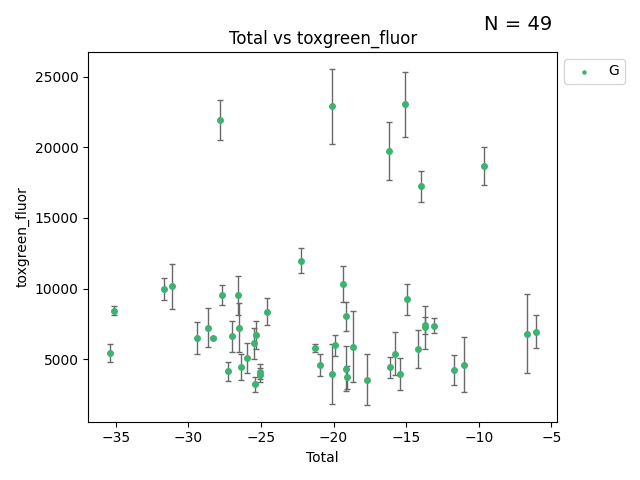 N = 49
Total vs toxgreen_fluor
G
toxgreen_fluor
25000
20000
15000
10000
5000
−35 −30 −25 −20 −15 −10 −5
Total